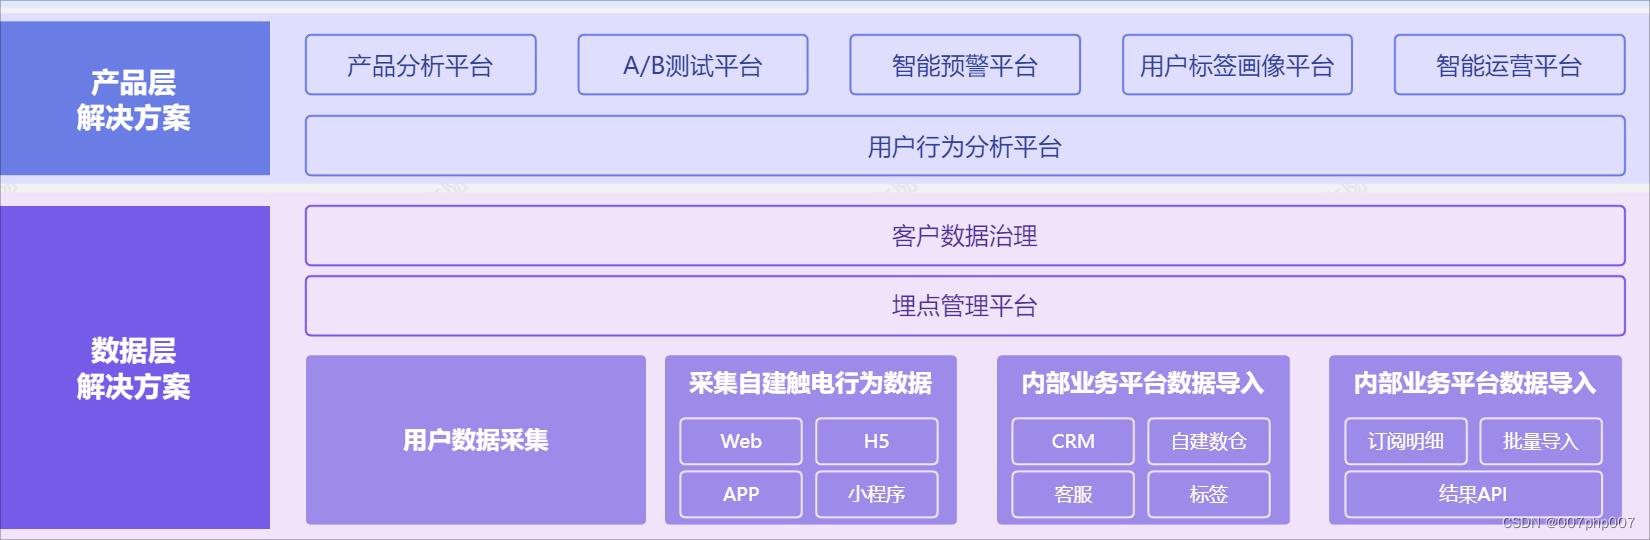 产品层
解决方案
产品分析平台
A/B测试平台
智能预警平台
用户标签画像平台
智能运营平台
用户行为分析平台
数据层
解决方案
客户数据治理
埋点管理平台
用户数据采集
采集自建触电行为数据
Web
H5
APP
小程序
内部业务平台数据导入
CRM
自建数仓
客服
标签
内部业务平台数据导入
订阅明细
批量导入
结果API
CSDN @007php007